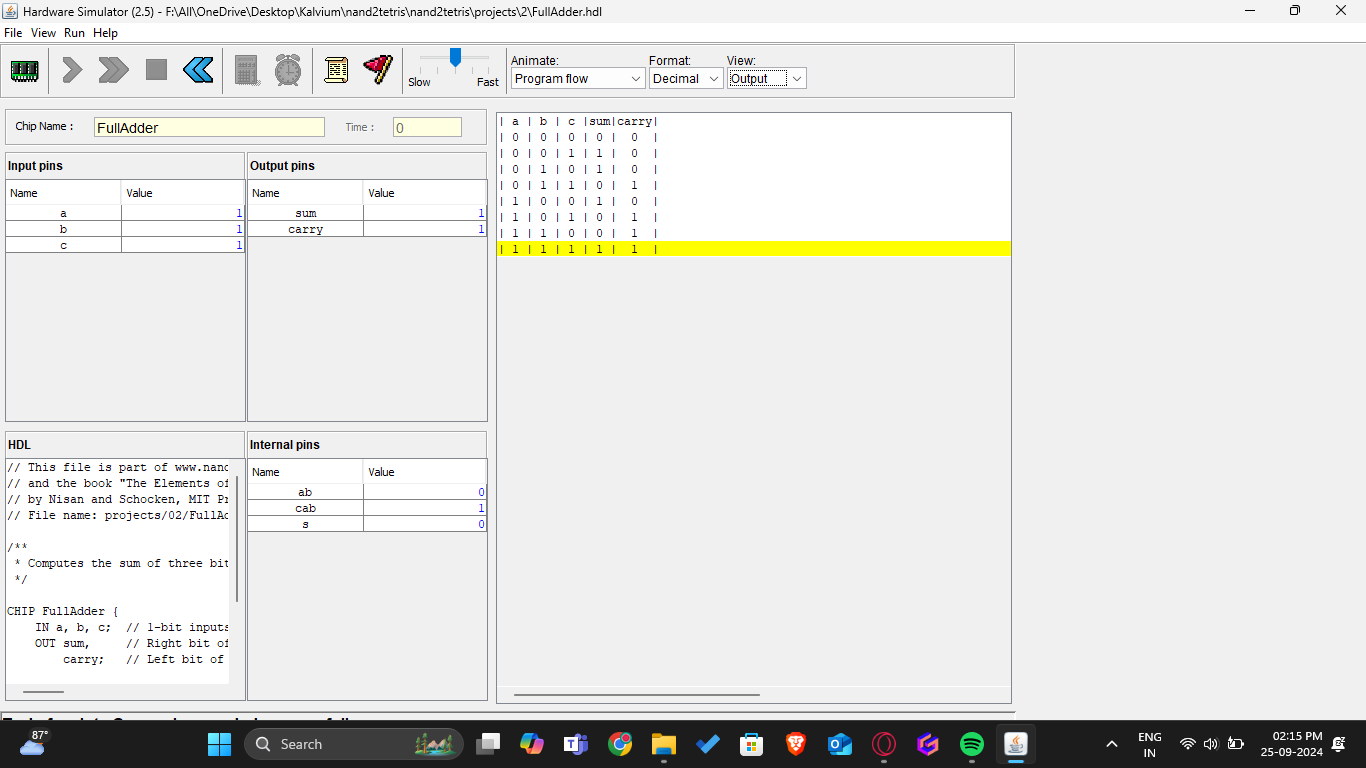 Hardware Simulator (2.5) - F:\All\OneDrive\Desktop\Kalvium\nand2tetris\nand2tetris\projects\2\FullAdder.hdl
File View Run Help
Slow Fast
Animate:
Program flow
Format:
Decimal
View:
Output
Chip Name :
FullAdder
Time :
0
Input pins
Name Value
a 1
b 1
c 1
Output pins
Name Value
sum 1
carry 1
HDL
// This file is part of www.nand
// and the book "The Elements of
// by Nisan and Schocken, MIT Pr
// File name: projects/02/FullAd
/**
* Computes the sum of three bit
*/
CHIP FullAdder {
IN a, b, c; // 1-bit inputs
OUT sum, // Right bit of
carry; // Left bit of
Internal pins
Name Value
ab 0
cab 1
s 0
| a | b | c |sum|carry|
| 0 | 0 | 0 | 0 | 0 |
| 0 | 0 | 1 | 1 | 0 |
| 0 | 1 | 0 | 1 | 0 |
| 0 | 1 | 1 | 0 | 1 |
| 1 | 0 | 0 | 1 | 0 |
| 1 | 0 | 1 | 0 | 1 |
| 1 | 1 | 0 | 0 | 1 |
| 1 | 1 | 1 | 1 | 1 |
87°
Search
ENG
IN
02:15 PM
25-09-2024